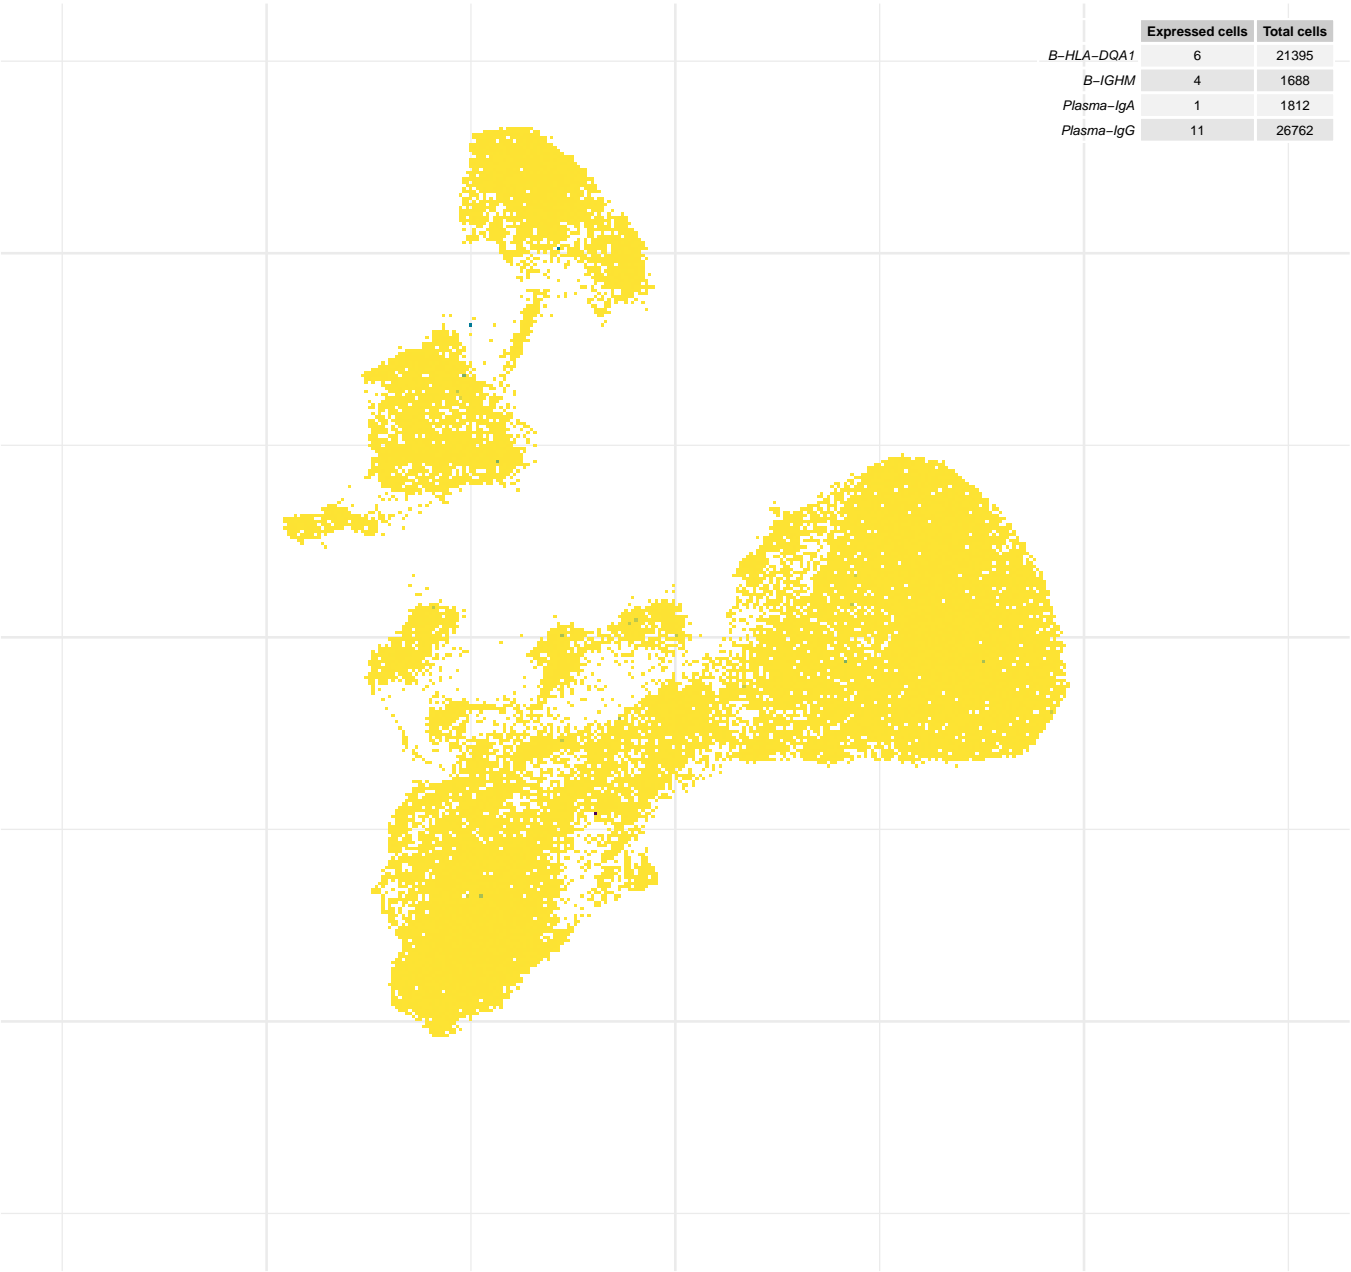 Expressed cells Total cells
B−HLA−DQA1 6 21395
B−IGHM 4 1688
Plasma−IgA 1 1812
Plasma−IgG 11 26762